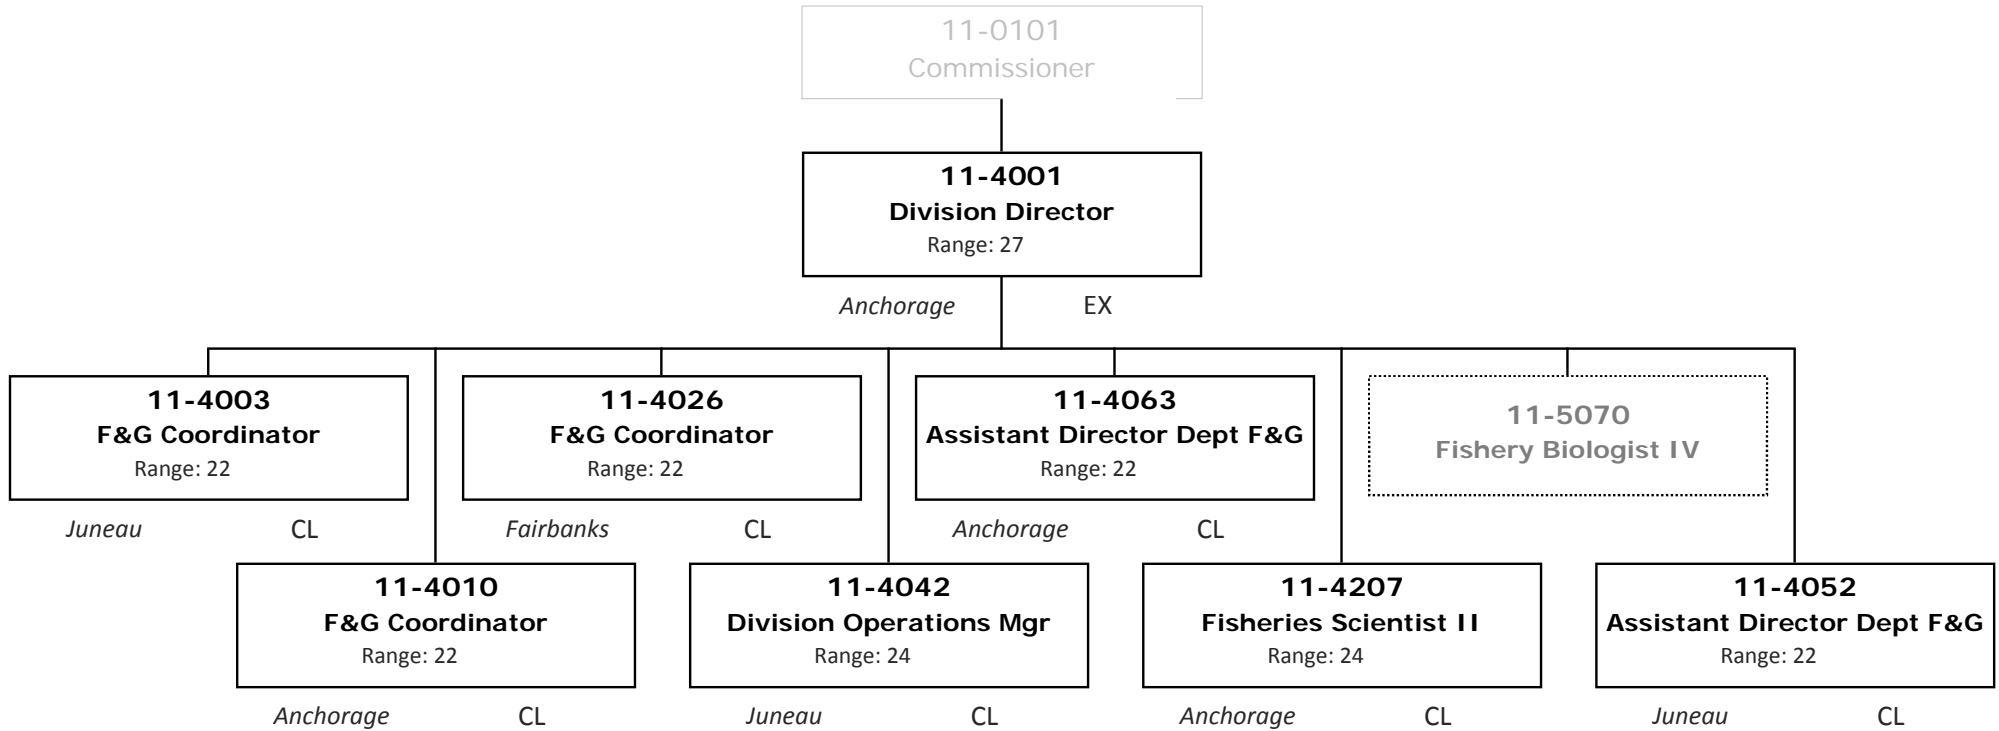 11-0101
Commissioner
11-4001
Division Director
Range: 27
Anchorage EX
11-4003
F&G Coordinator
Range: 22
Juneau CL
11-4026
F&G Coordinator
Range: 22
Fairbanks CL
11-4063
Assistant Director Dept F&G
Range: 22
Anchorage CL
11-5070
Fishery Biologist IV
11-4010
F&G Coordinator
Range: 22
Anchorage CL
11-4042
Division Operations Mgr
Range: 24
Juneau CL
11-4207
Fisheries Scientist II
Range: 24
Anchorage CL
11-4052
Assistant Director Dept F&G
Range: 22
Juneau CL